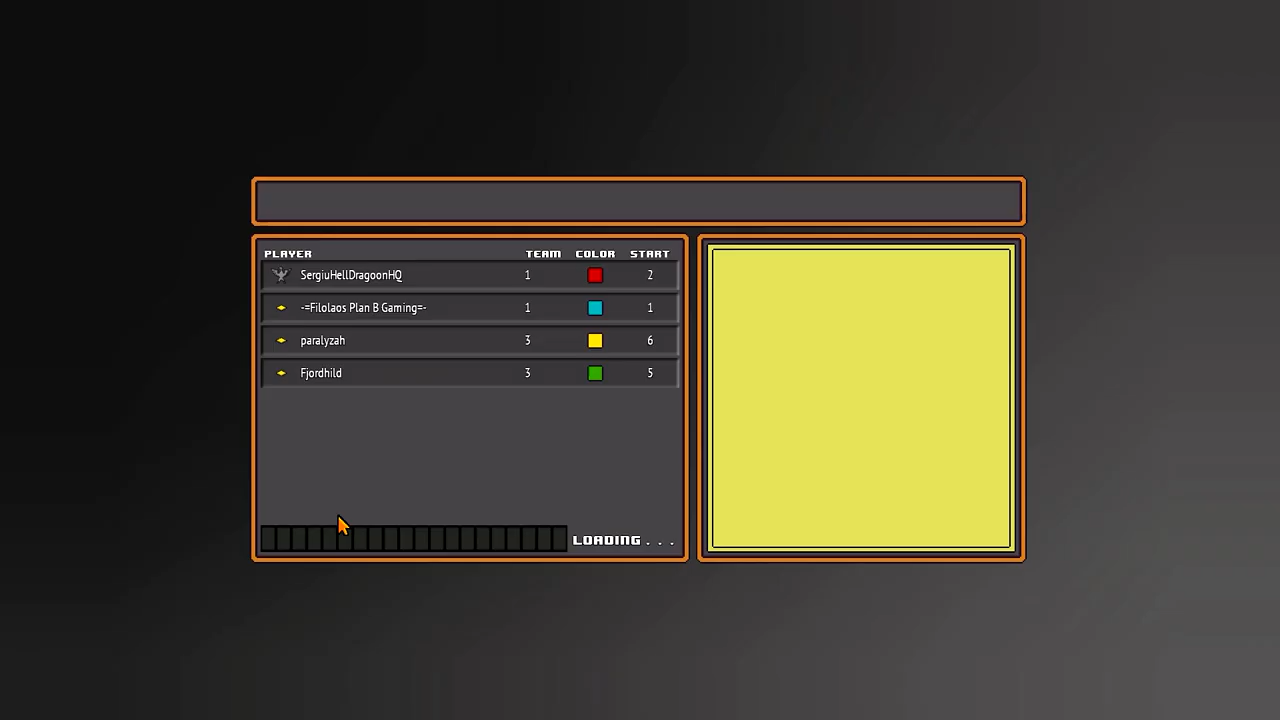 PLAYER TEAM COLOR START
SergiuHellDragoonHQ 1 2
-=Filolaos Plan B Gaming=- 1 1
paralyzah 3 6
Fjordhild 3 5
LOADING . . .